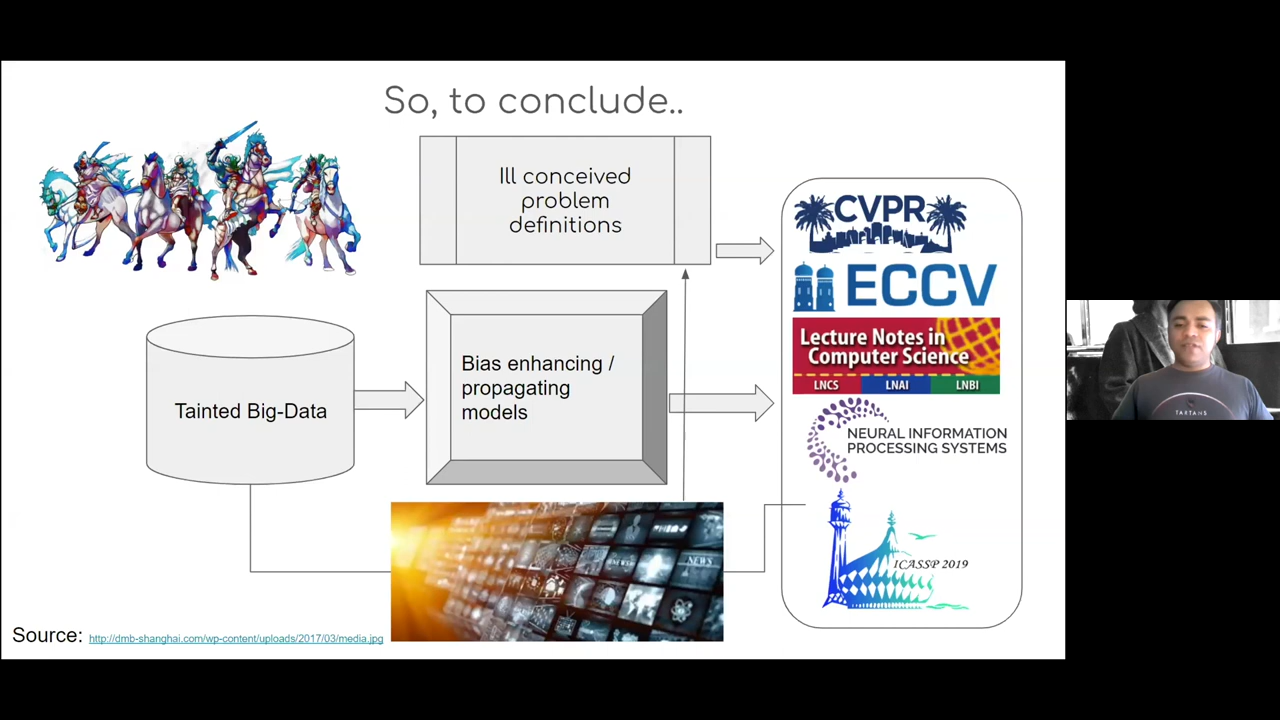 So, to conclude..
Ill conceived
problem
definitions
CVPR
ECCV
Lecture Notes in
Computer Science
LNCS
LNAI
LNBI
Bias enhancing /
propagating
models
Tainted Big-Data
NEURAL INFORMATION
PROCESSING SYSTEMS
NEWS
ICASSP 2019
Source: http://dmb-shanghai.com/wp-content/uploads/2017/03/media.jpg
TARTANS